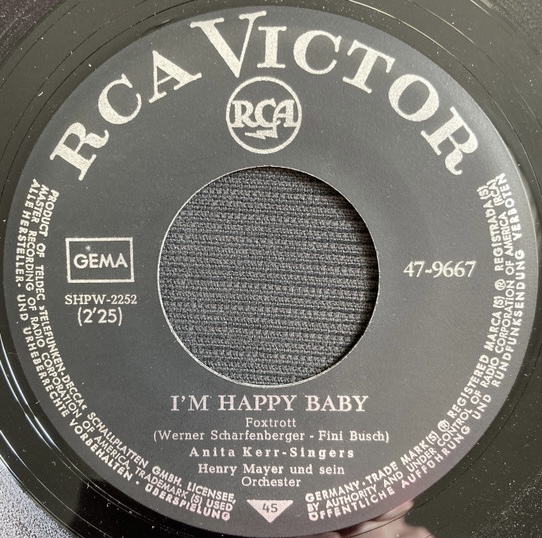 RCA VICTOR
RCA
GEMA
SHPW-2252
(2'25)
47-9667
I'M HAPPY BABY
Foxtrott
(Werner Scharfenberger - Fini Busch)
Anita Kerr-Singers
Henry Mayer und sein
Orchester
45
PRODUCT OF TELDEC „TELEFUNKEN-DECCA“ SCHALLPLATTEN GMBH. LICENSEE,
MASTER RECORDING OF RADIO CORPORATION OF AMERICA TRADEMARK (S) USED
ALLE HERSTELLER- UND URHEBERRECHTE VORBEHALTEN · ÜBERSPIELUNG
GERMANY · TRADE MARK(S) ® REGISTERED MARCA(S) ® REGISTRADA(S)
BY AUTHORITY AND UNDER CONTROL OF RADIO CORPORATION OF AMERICA (RCA)
ÖFFENTLICHE AUFFÜHRUNG UND RUNDFUNKSENDUNG VERBOTEN